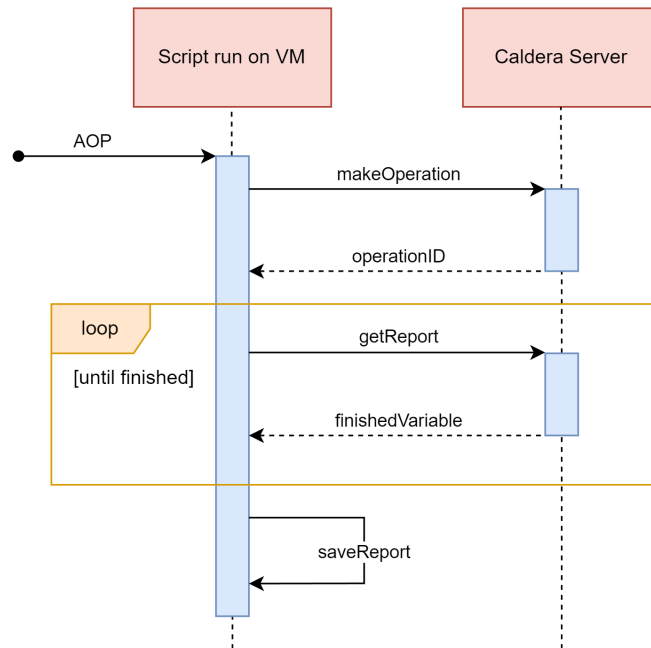 Script run on VM
Caldera Server
AOP
makeOperation
operationID
loop
getReport
[until finished]
finishedVariable
saveReport